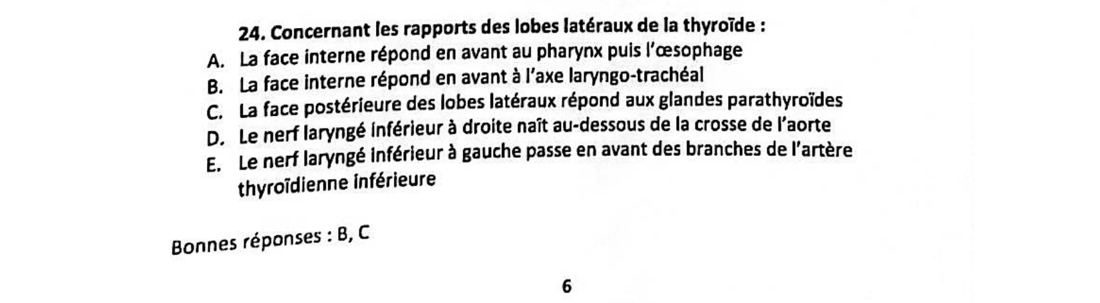 24. Concernant les rapports des lobes latéraux de la thyroïde :
A. La face interne répond en avant au pharynx puis l'œsophage
B. La face interne répond en avant à l'axe laryngo-trachéal
C. La face postérieure des lobes latéraux répond aux glandes parathyroïdes
D. Le nerf laryngé inférieur à droite naît au-dessous de la crosse de l'aorte
E. Le nerf laryngé inférieur à gauche passe en avant des branches de l'artère
thyroïdienne inférieure
Bonnes réponses : B, C
6